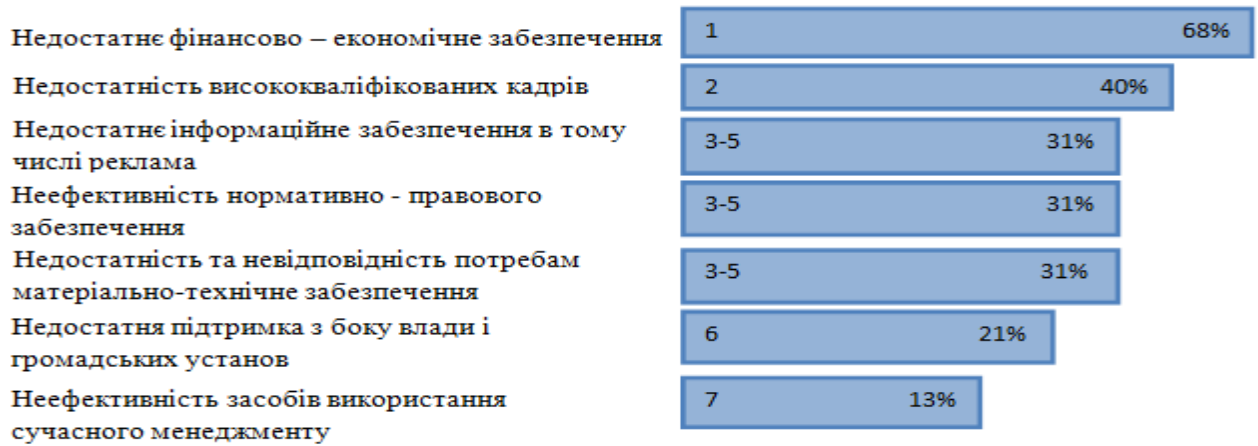 Недостатнє фінансово – економічне забезпечення 1 68%
Недостатність висококваліфікованих кадрів 2 40%
Недостатнє інформаційне забезпечення в тому
числі реклама
3-5 31%
Неефективність нормативно - правового
забезпечення
3-5 31%
Недостатність та невідповідність потребам
матеріально-технічне забезпечення
3-5 31%
Недостатня підтримка з боку влади і
громадських установ
6 21%
Неефективність засобів використання
сучасного менеджменту
7 13%